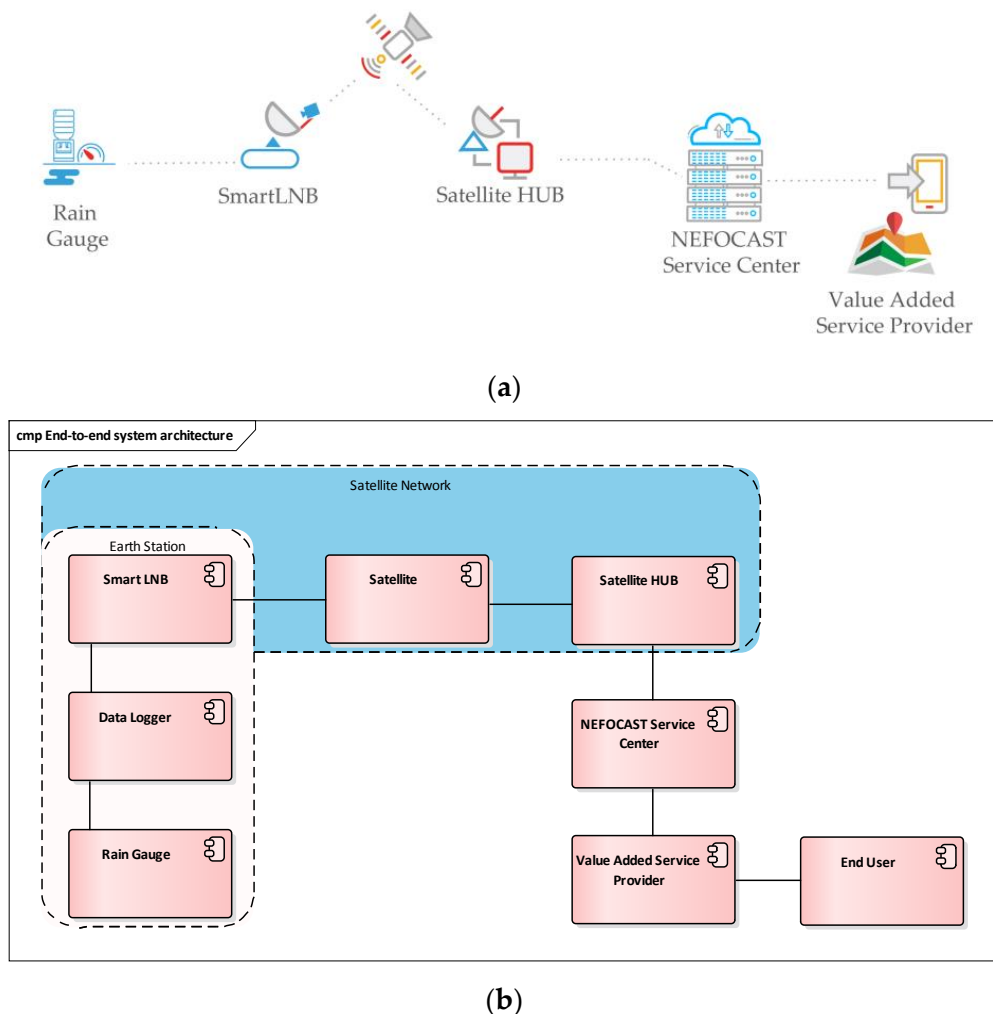 Rain
Gauge
SmartLNB
Satellite HUB
NEFOCAST
Service Center
Value Added
Service Provider
(a)
cmp End-to-end system architecture
Satellite Network
Earth Station
Smart LNB
Satellite
Satellite HUB
Data Logger
NEFOCAST Service
Center
Rain Gauge
Value Added Service
Provider
End User
(b)